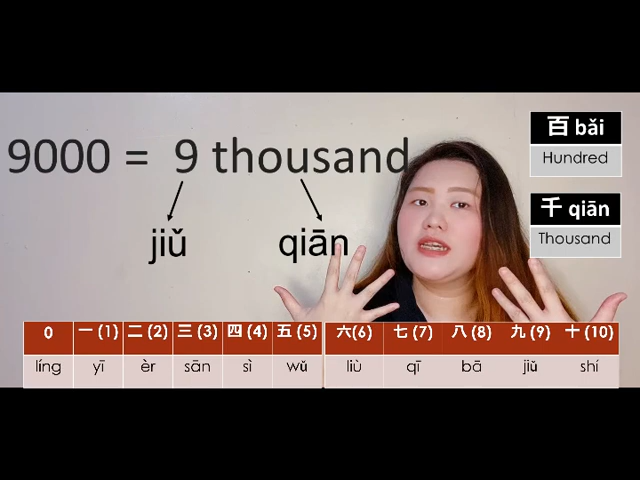 9000 = 9 thousand
jiǔ qiān
百 bǎi
Hundred
千 qiān
Thousand
0 一 (1) 二 (2) 三 (3) 四 (4) 五 (5) 六(6) 七 (7) 八 (8) 九 (9) 十 (10)
líng yī èr sān sì wǔ liù qī bā jiǔ shí